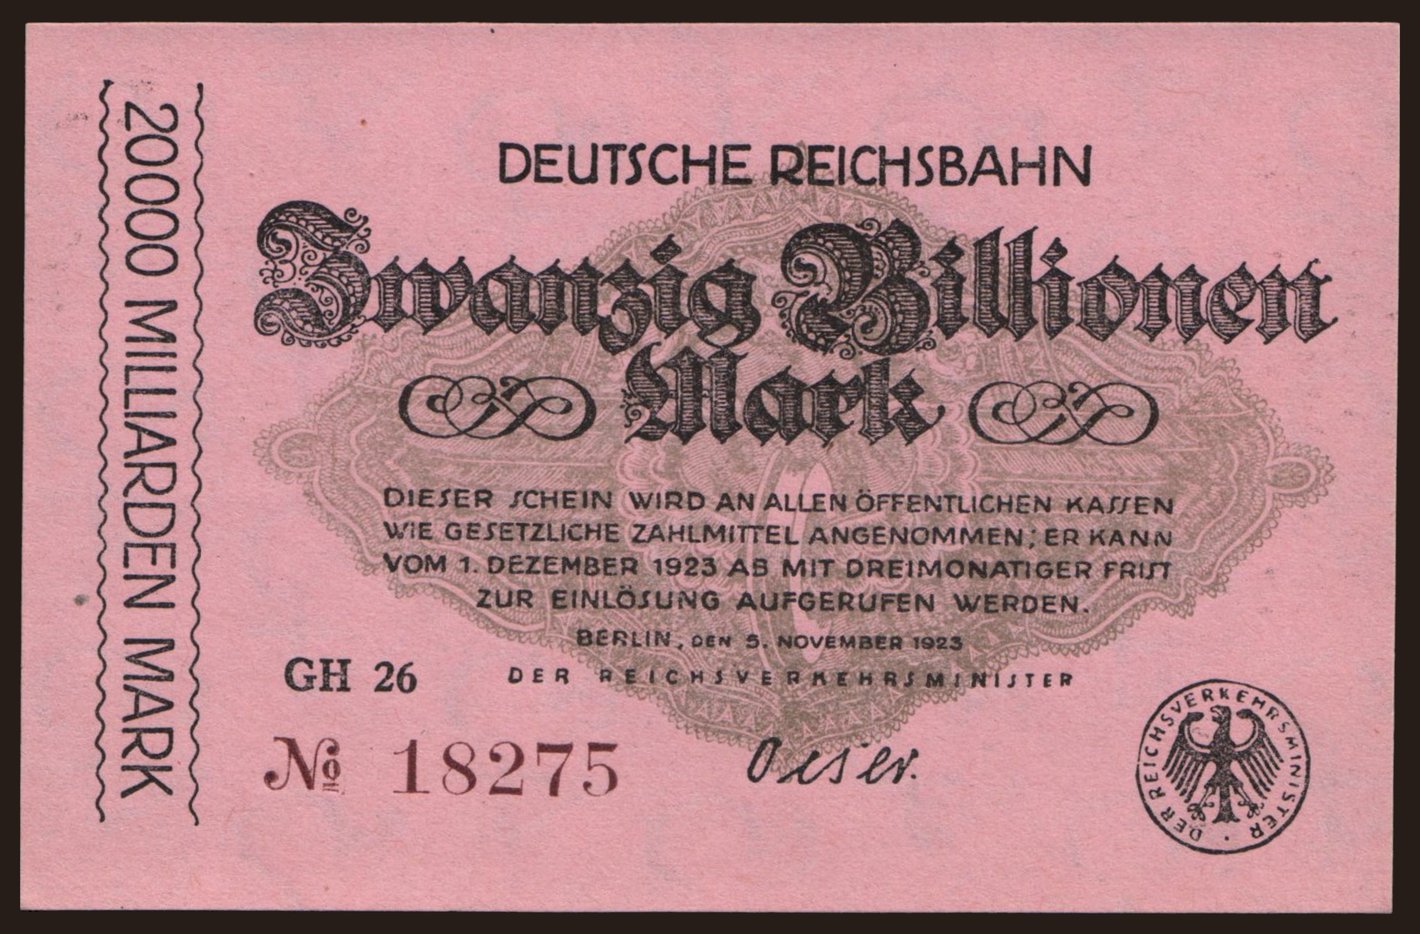 20000 MILLIARDEN MARK
DEUTSCHE REICHSBAHN
Zwanzig Billionen
Mark
DIESER SCHEIN WIRD AN ALLEN ÖFFENTLICHEN KASSEN
WIE GESETZLICHE ZAHLMITTEL ANGENOMMEN; ER KANN
VOM 1. DEZEMBER 1923 AB MIT DREIMONATIGER FRIST
ZUR EINLÖSUNG AUFGERUFEN WERDEN.
BERLIN, DEN 5. NOVEMBER 1923
DER REICHSVERKEHRSMINISTER
GH 26
№ 18275
Oeser.
DER REICHSVERKEHRSMINISTER